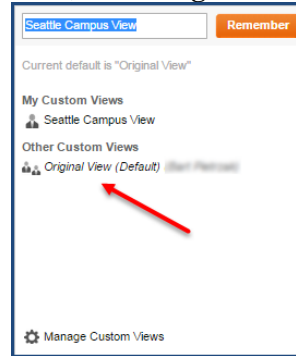 Seattle Campus View
Remember
Current default is "Original View"
My Custom Views
Seattle Campus View
Other Custom Views
Original View (Default)
Manage Custom Views